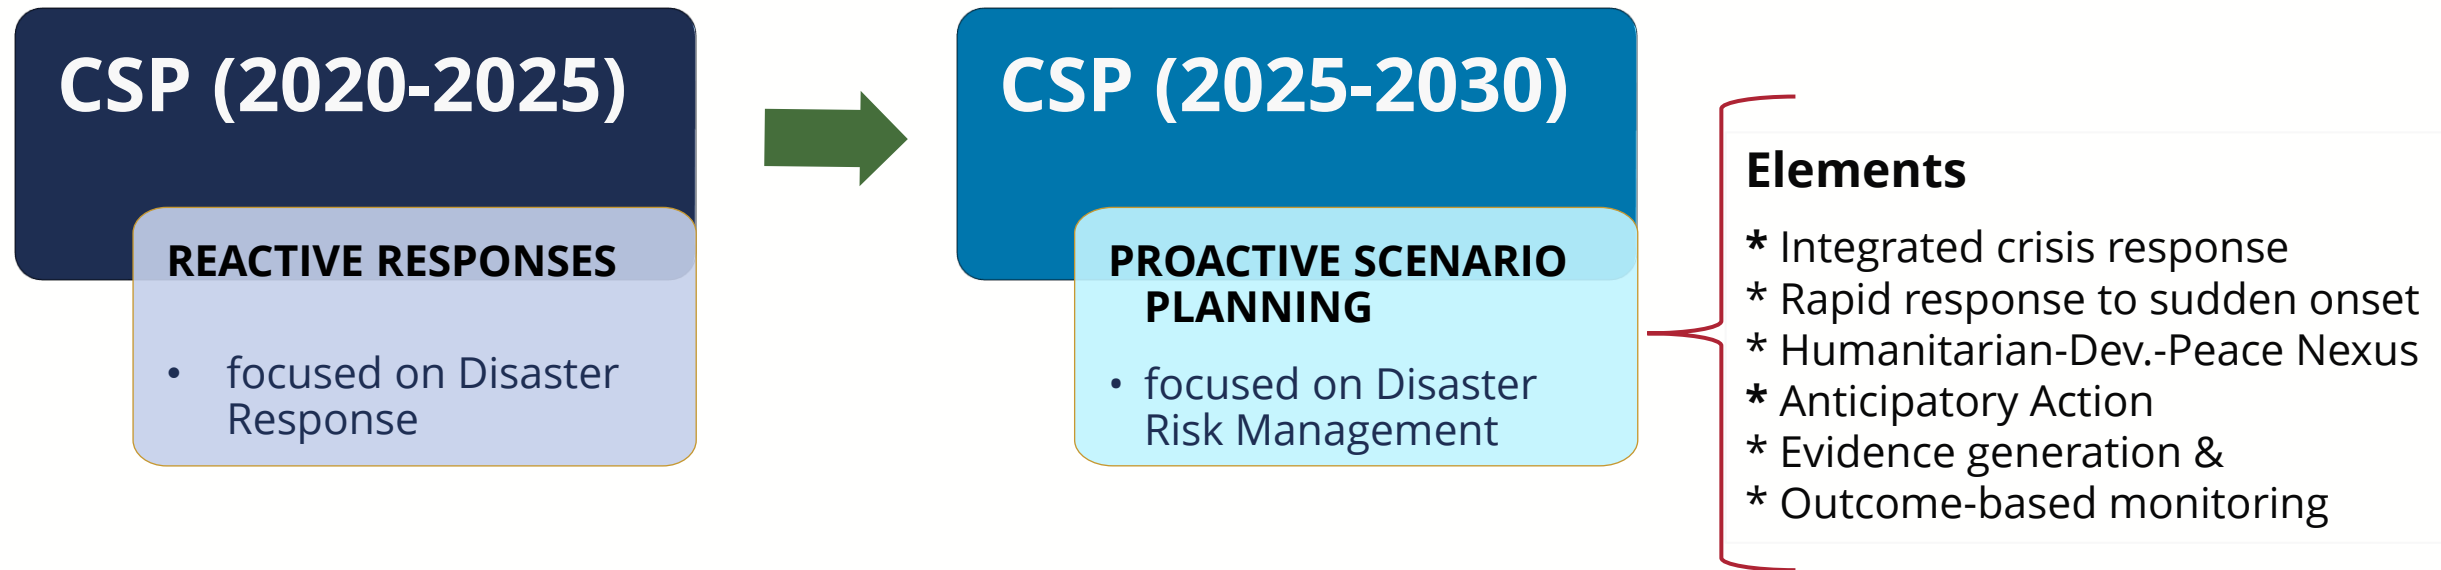 CSP (2020-2025)
REACTIVE RESPONSES
• focused on Disaster
Response
CSP (2025-2030)
PROACTIVE SCENARIO
PLANNING
• focused on Disaster
Risk Management
Elements
* Integrated crisis response
* Rapid response to sudden onset
* Humanitarian-Dev.-Peace Nexus
* Anticipatory Action
* Evidence generation &
* Outcome-based monitoring